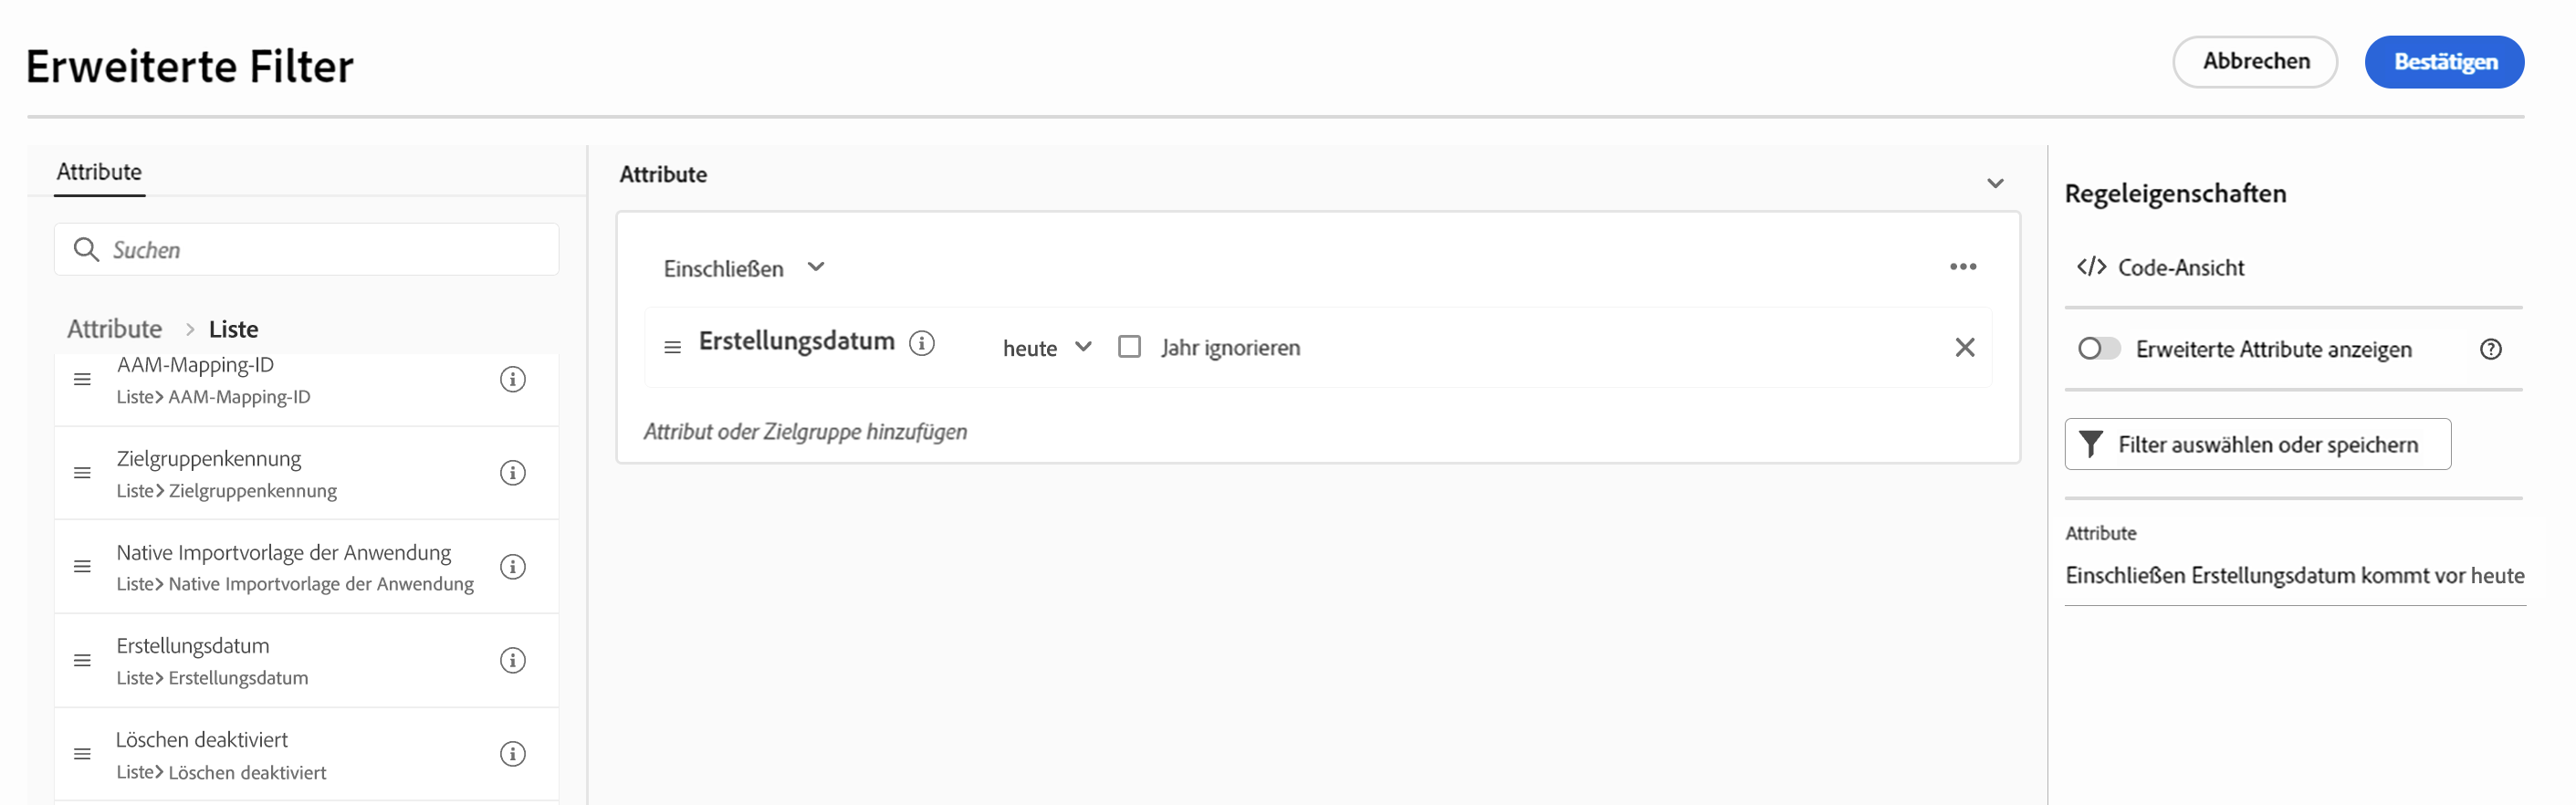 Erweiterte Filter
Abbrechen
Bestätigen
Attribute
Suchen
Attribute > Liste
AAM-Mapping-ID
Liste> AAM-Mapping-ID
Zielgruppenkennung
Liste> Zielgruppenkennung
Native Importvorlage der Anwendung
Liste> Native Importvorlage der Anwendung
Erstellungsdatum
Liste> Erstellungsdatum
Löschen deaktiviert
Liste> Löschen deaktiviert
Attribute
Einschließen
Erstellungsdatum heute Jahr ignorieren
Attribut oder Zielgruppe hinzufügen
Regeleigenschaften
</> Code-Ansicht
Erweiterte Attribute anzeigen
Filter auswählen oder speichern
Attribute
Einschließen Erstellungsdatum kommt vor heute